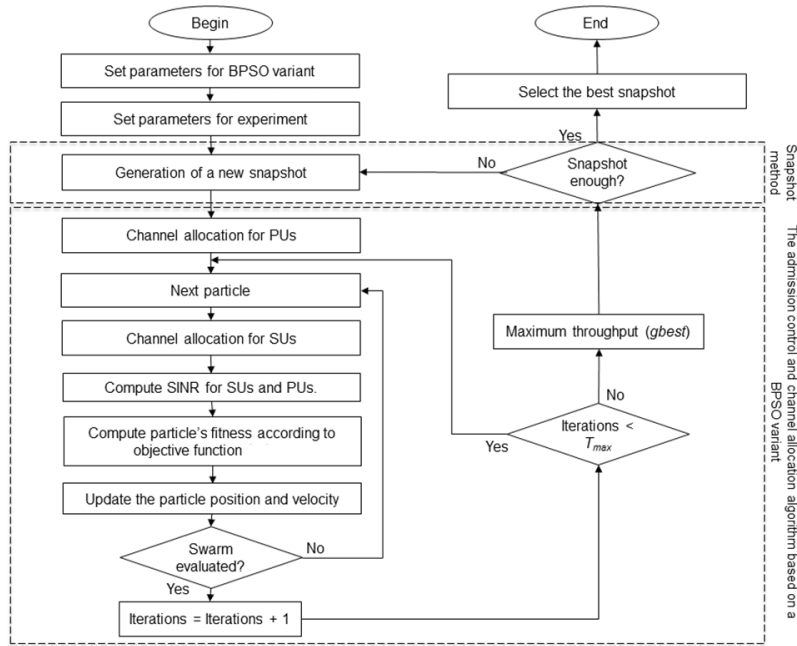 Begin
Set parameters for BPSO variant
Set parameters for experiment
Generation of a new snapshot
Channel allocation for PUs
Next particle
Channel allocation for SUs
Compute SINR for SUs and PUs.
Compute particle's fitness according to
objective function
Update the particle position and velocity
Swarm
evaluated?
No
Yes
Iterations = Iterations + 1
Iterations <
Tmax
Yes
No
Maximum throughput (gbest)
Snapshot
enough?
No
Yes
Select the best snapshot
End
Snapshot
method
The admission control and channel allocation algorithm based on a
BPSO variant